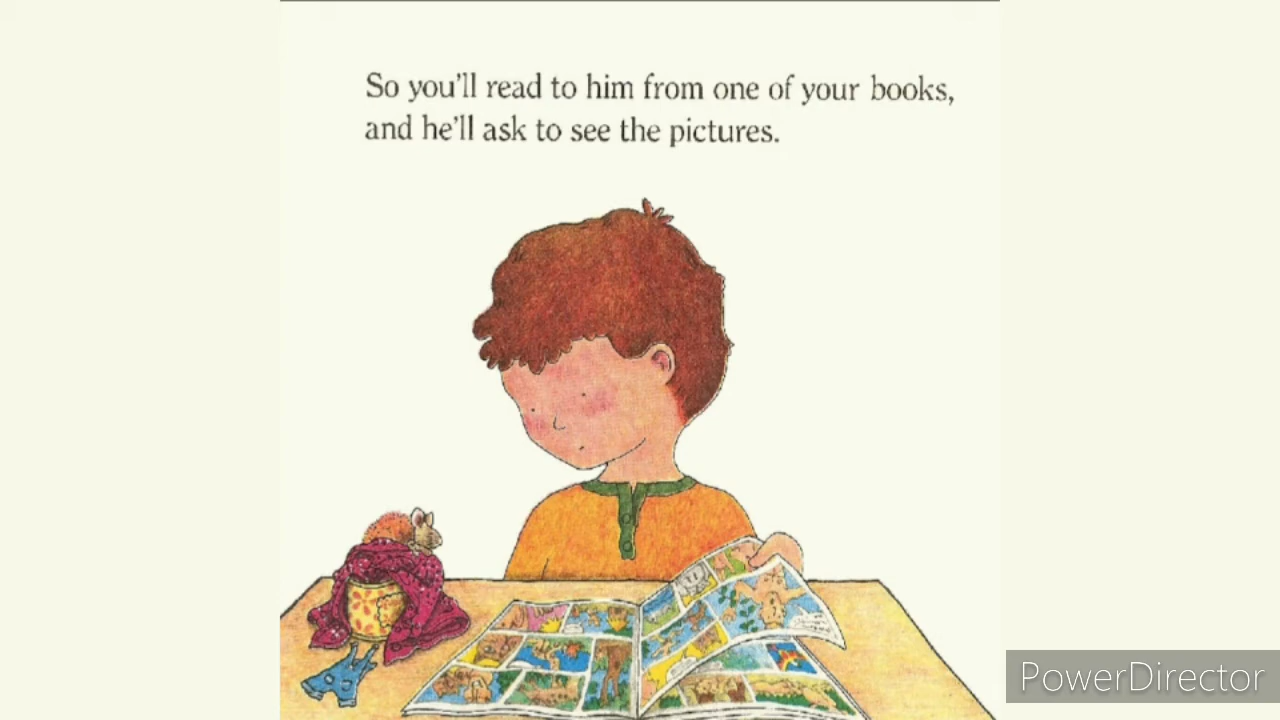 So you'll read to him from one of your books,
and he'll ask to see the pictures.
PowerDirector